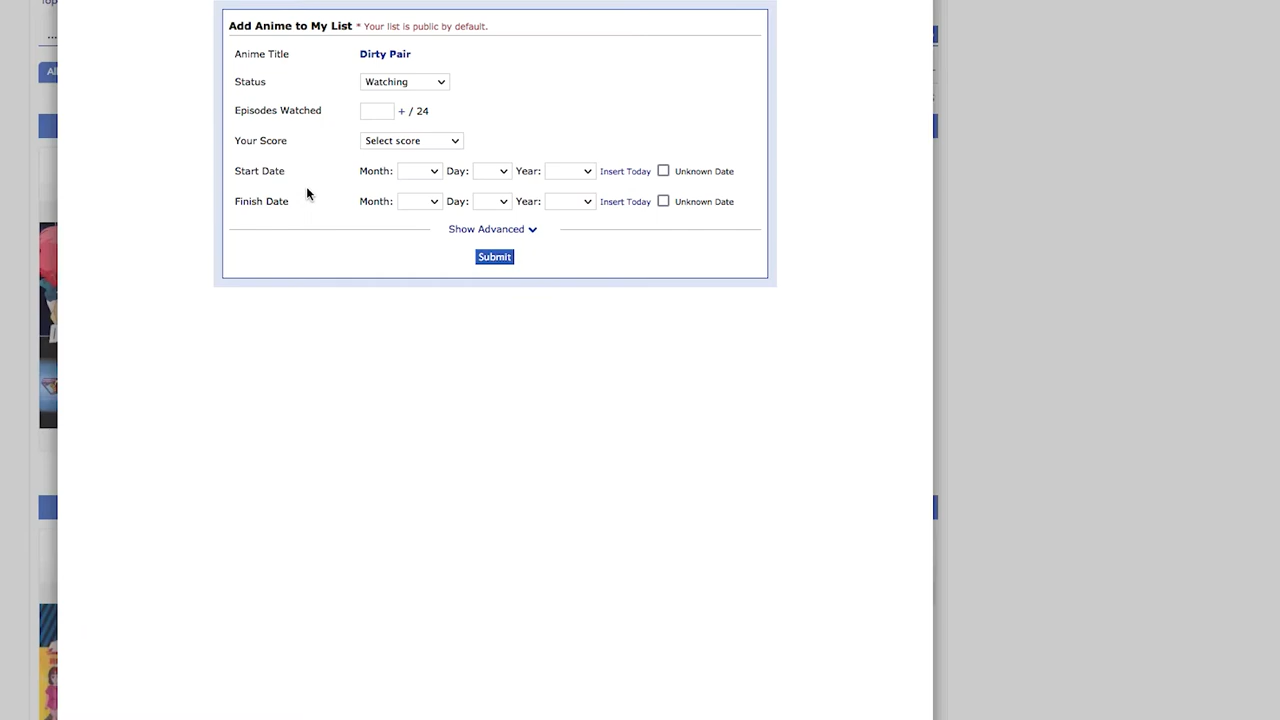 Top
...
All
Add Anime to My List * Your list is public by default.
Anime Title Dirty Pair
Status Watching
Episodes Watched + / 24
Your Score Select score
Start Date Month: Day: Year: Insert Today Unknown Date
Finish Date Month: Day: Year: Insert Today Unknown Date
Show Advanced
Submit